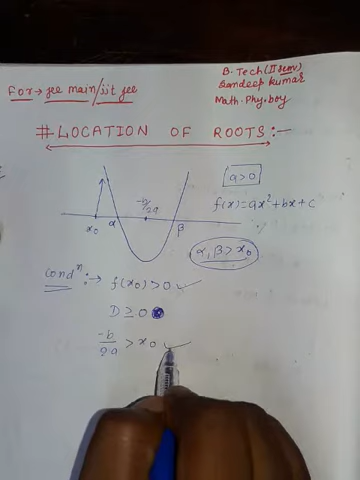 B. Tech (II sem)
Sandeep kumar
Math. Phy. boy
For → jee main/iit jee
# LOCATION OF ROOTS :-
a > 0
f(x) = ax² + bx + c
-b/2a
x₀ α β
α, β > x₀
Condⁿ :→ f(x₀) > 0 ✓
D ≥ 0
-b/2a > x₀ ✓